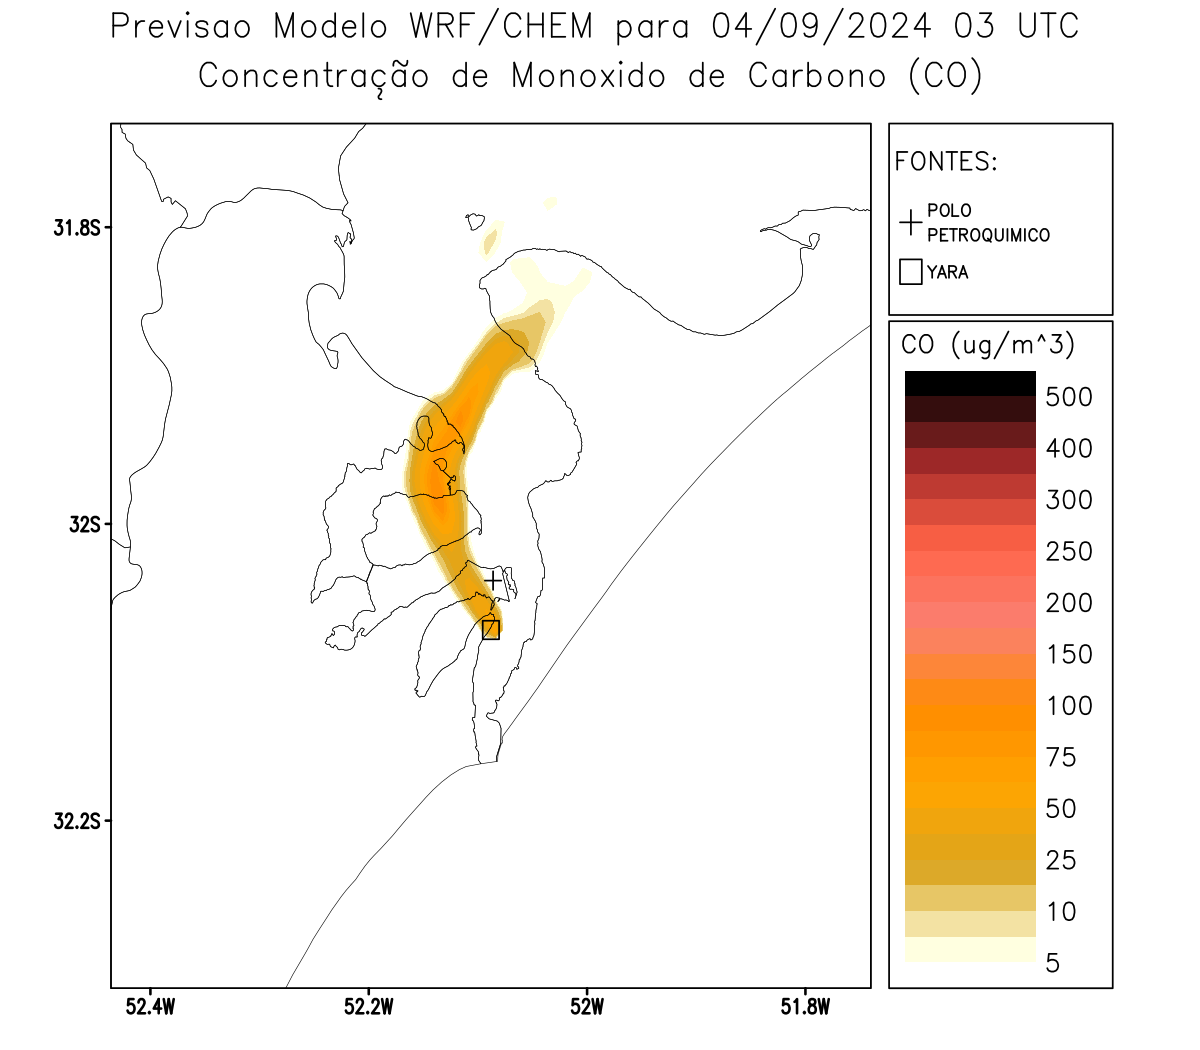 Previsao Modelo WRF/CHEM para 04/09/2024 03 UTC
Concentração de Monoxido de Carbono (CO)
FONTES:
POLO
PETROQUIMICO
YARA
CO (ug/m^3)
500
400
300
250
200
150
100
75
50
25
10
5
31.8S
32S
32.2S
52.4W
52.2W
52W
51.8W